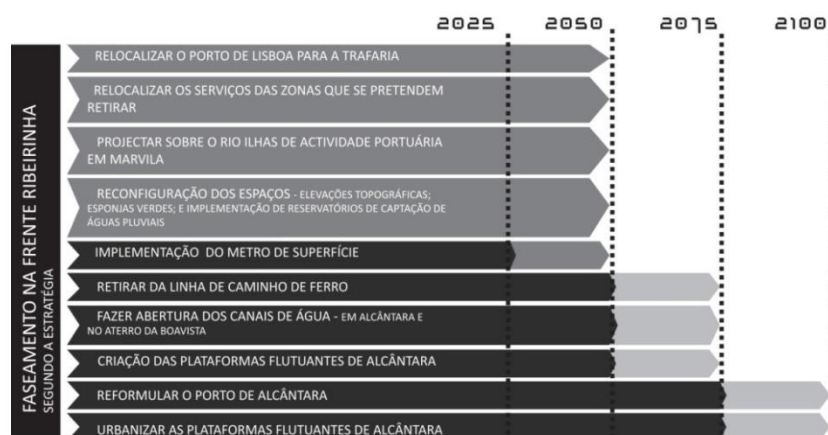 2025 2050 2075 2100
FASEAMENTO NA FRENTE RIBEIRINHA
SEGUNDO A ESTRATÉGIA
RELOCALIZAR O PORTO DE LISBOA PARA A TRAFARIA
RELOCALIZAR OS SERVIÇOS DAS ZONAS QUE SE PRETENDEM
RETIRAR
PROJECTAR SOBRE O RIO ILHAS DE ACTIVIDADE PORTUÁRIA
EM MARVILA
RECONFIGURAÇÃO DOS ESPAÇOS - ELEVAÇÕES TOPOGRÁFICAS;
ESPONJAS VERDES; E IMPLEMENTAÇÃO DE RESERVATÓRIOS DE CAPTAÇÃO DE
ÁGUAS PLUVIAIS
IMPLEMENTAÇÃO DO METRO DE SUPERFÍCIE
RETIRAR DA LINHA DE CAMINHO DE FERRO
FAZER ABERTURA DOS CANAIS DE ÁGUA - EM ALCÂNTARA E
NO ATERRO DA BOAVISTA
CRIAÇÃO DAS PLATAFORMAS FLUTUANTES DE ALCÂNTARA
REFORMULAR O PORTO DE ALCÂNTARA
URBANIZAR AS PLATAFORMAS FLUTUANTES DE ALCÂNTARA